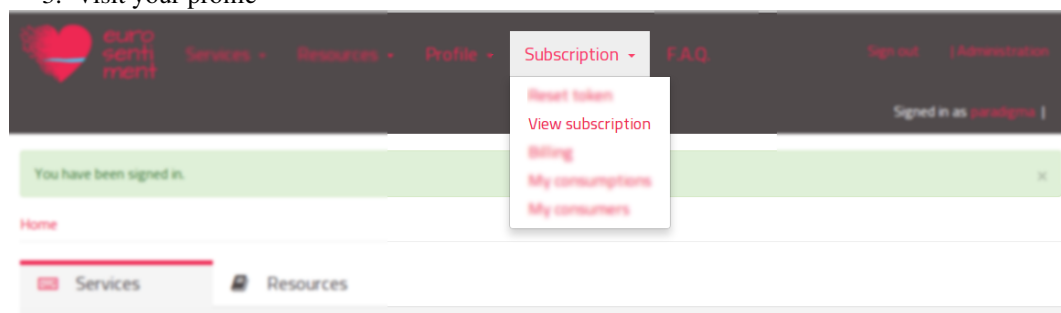 3. Visit your profile
euro
senti
ment
Services Resources Profile Subscription F.A.Q. Sign out | Administration
Reset token
Signed in as paradigma |
View subscription
Billing
You have been signed in. ×
My consumptions
My consumers
Home
Services Resources